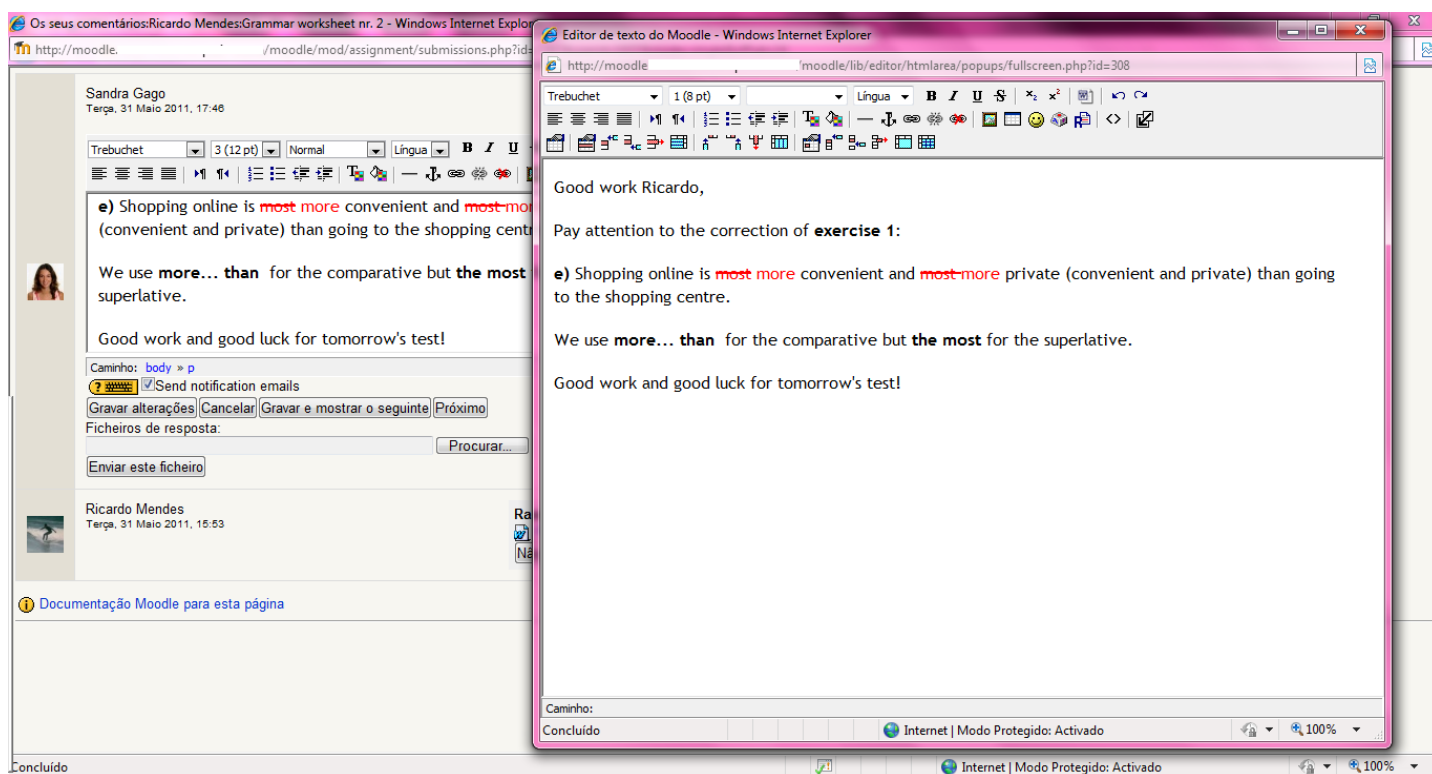 Os seus comentários:Ricardo Mendes:Grammar worksheet nr. 2 - Windows Internet Explor
http://moodle. /moodle/mod/assignment/submissions.php?id=
Sandra Gago
Terça, 31 Maio 2011, 17:46
Trebuchet 3 (12 pt) Normal Língua B I U
e) Shopping online is most more convenient and most mor
(convenient and private) than going to the shopping centr
We use more... than for the comparative but the most
superlative.
Good work and good luck for tomorrow's test!
Caminho: body » p
Send notification emails
Gravar alterações Cancelar Gravar e mostrar o seguinte Próximo
Ficheiros de resposta:
Procurar...
Enviar este ficheiro
Ricardo Mendes
Terça, 31 Maio 2011, 15:53
Ra
Nã
Documentação Moodle para esta página
Concluído
Internet | Modo Protegido: Activado 100%
Editor de texto do Moodle - Windows Internet Explorer
http://moodle /moodle/lib/editor/htmlarea/popups/fullscreen.php?id=308
Trebuchet 1 (8 pt) Língua B I U S x₂ x²
Good work Ricardo,
Pay attention to the correction of exercise 1:
e) Shopping online is most more convenient and most more private (convenient and private) than going
to the shopping centre.
We use more... than for the comparative but the most for the superlative.
Good work and good luck for tomorrow's test!
Caminho:
Concluído
Internet | Modo Protegido: Activado 100%